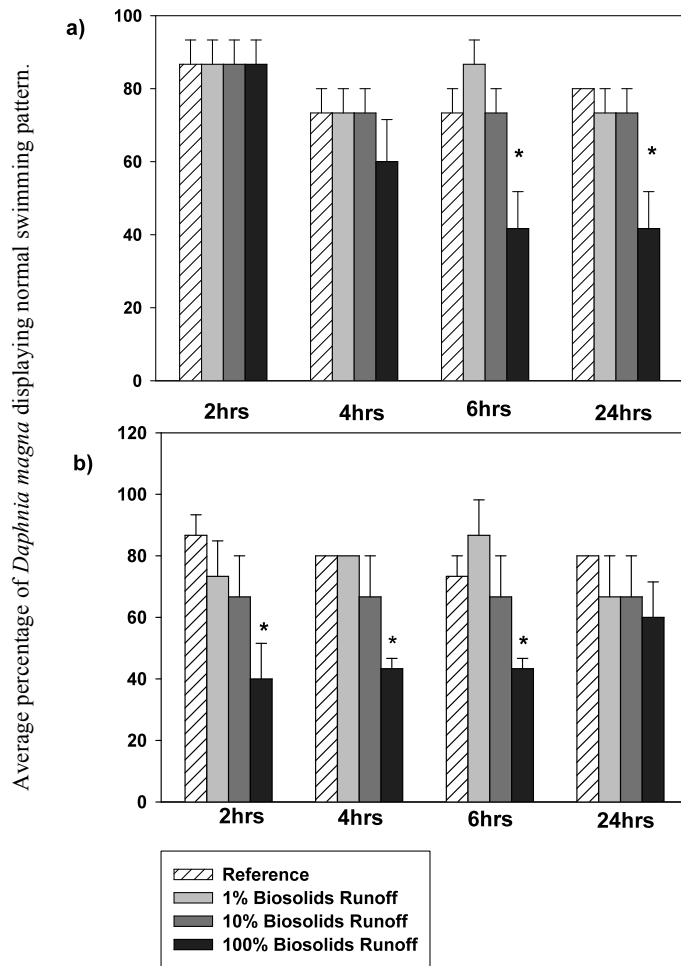 Average percentage of Daphnia magna displaying normal swimming pattern.
a)
100
80
60
40
20
0
*
*
2hrs 4hrs 6hrs 24hrs
b)
120
100
80
60
40
20
0
*
*
*
2hrs 4hrs 6hrs 24hrs
Reference
1% Biosolids Runoff
10% Biosolids Runoff
100% Biosolids Runoff